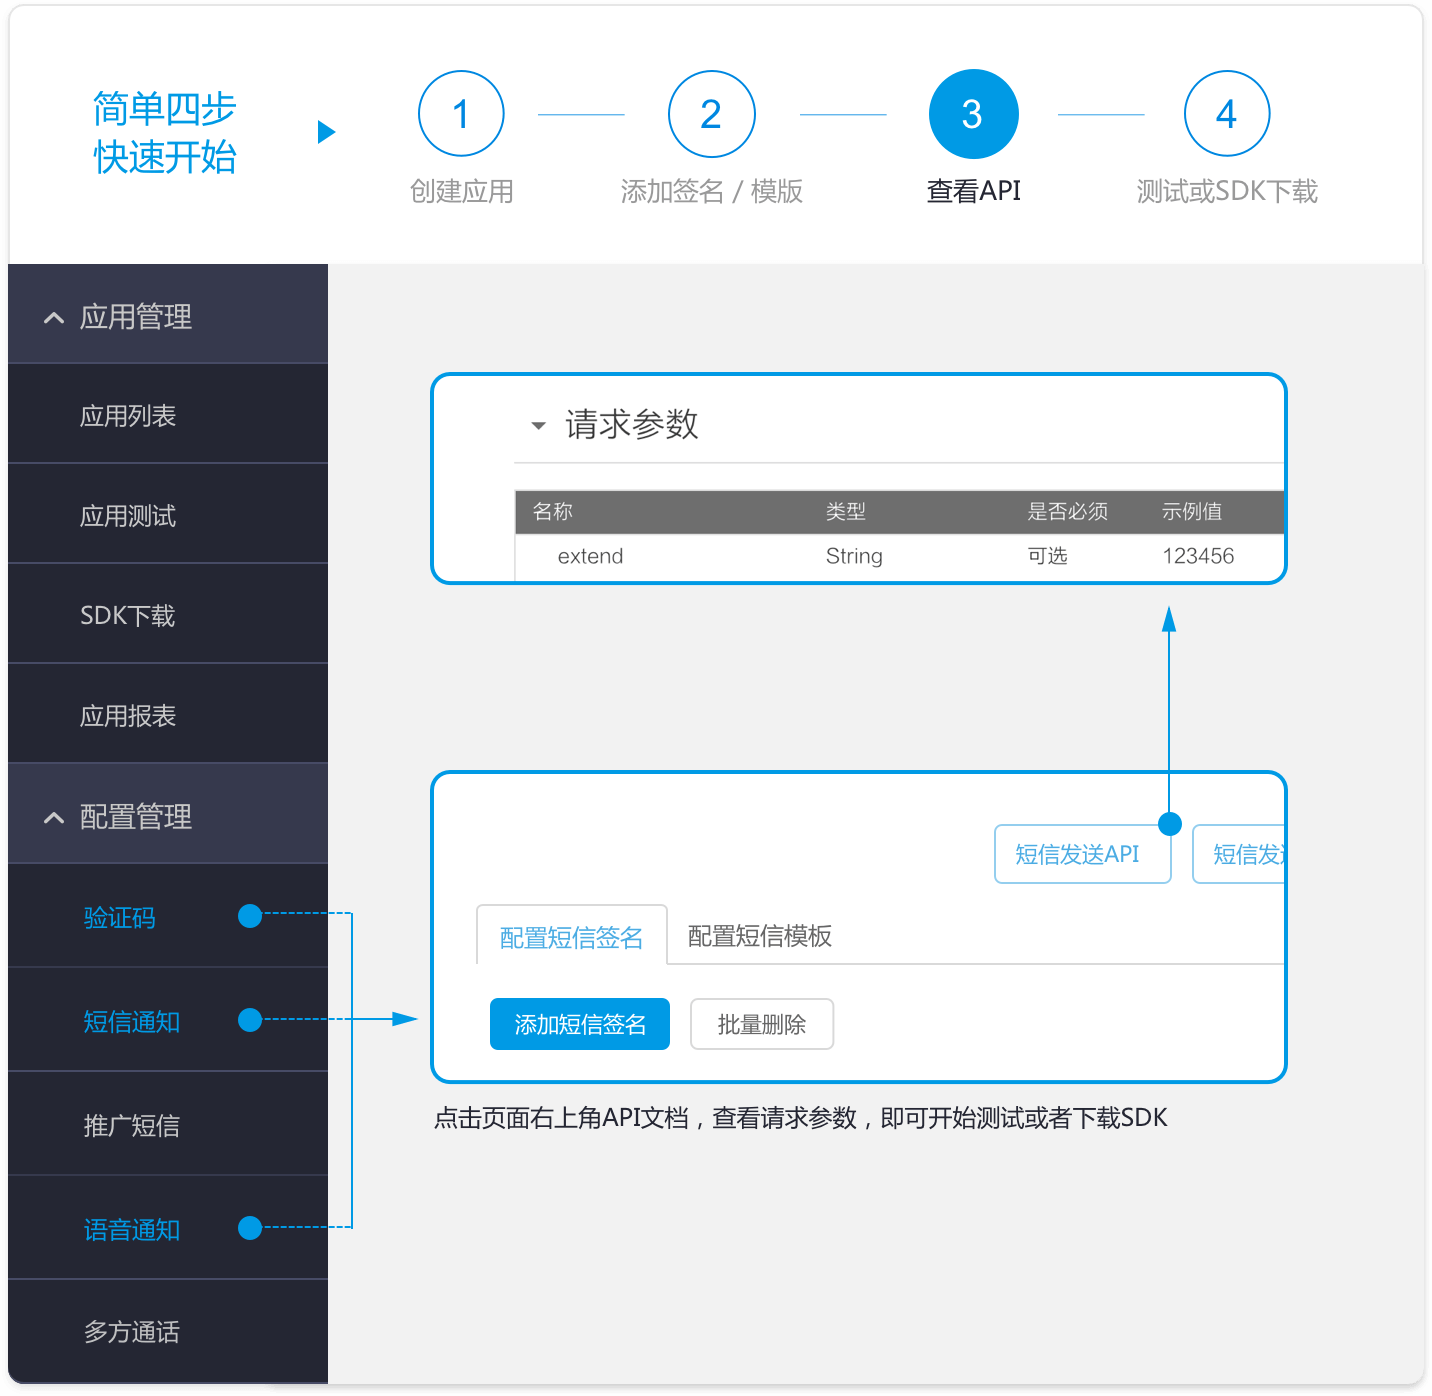 简单四步
快速开始
1
2
3
4
创建应用
添加签名 / 模版
查看API
测试或SDK下载
应用管理
应用列表
应用测试
SDK下载
应用报表
配置管理
验证码
短信通知
推广短信
语音通知
多方通话
请求参数
名称 类型 是否必须 示例值
extend String 可选 123456
短信发送API 短信发
配置短信签名 配置短信模板
添加短信签名 批量删除
点击页面右上角API文档，查看请求参数，即可开始测试或者下载SDK